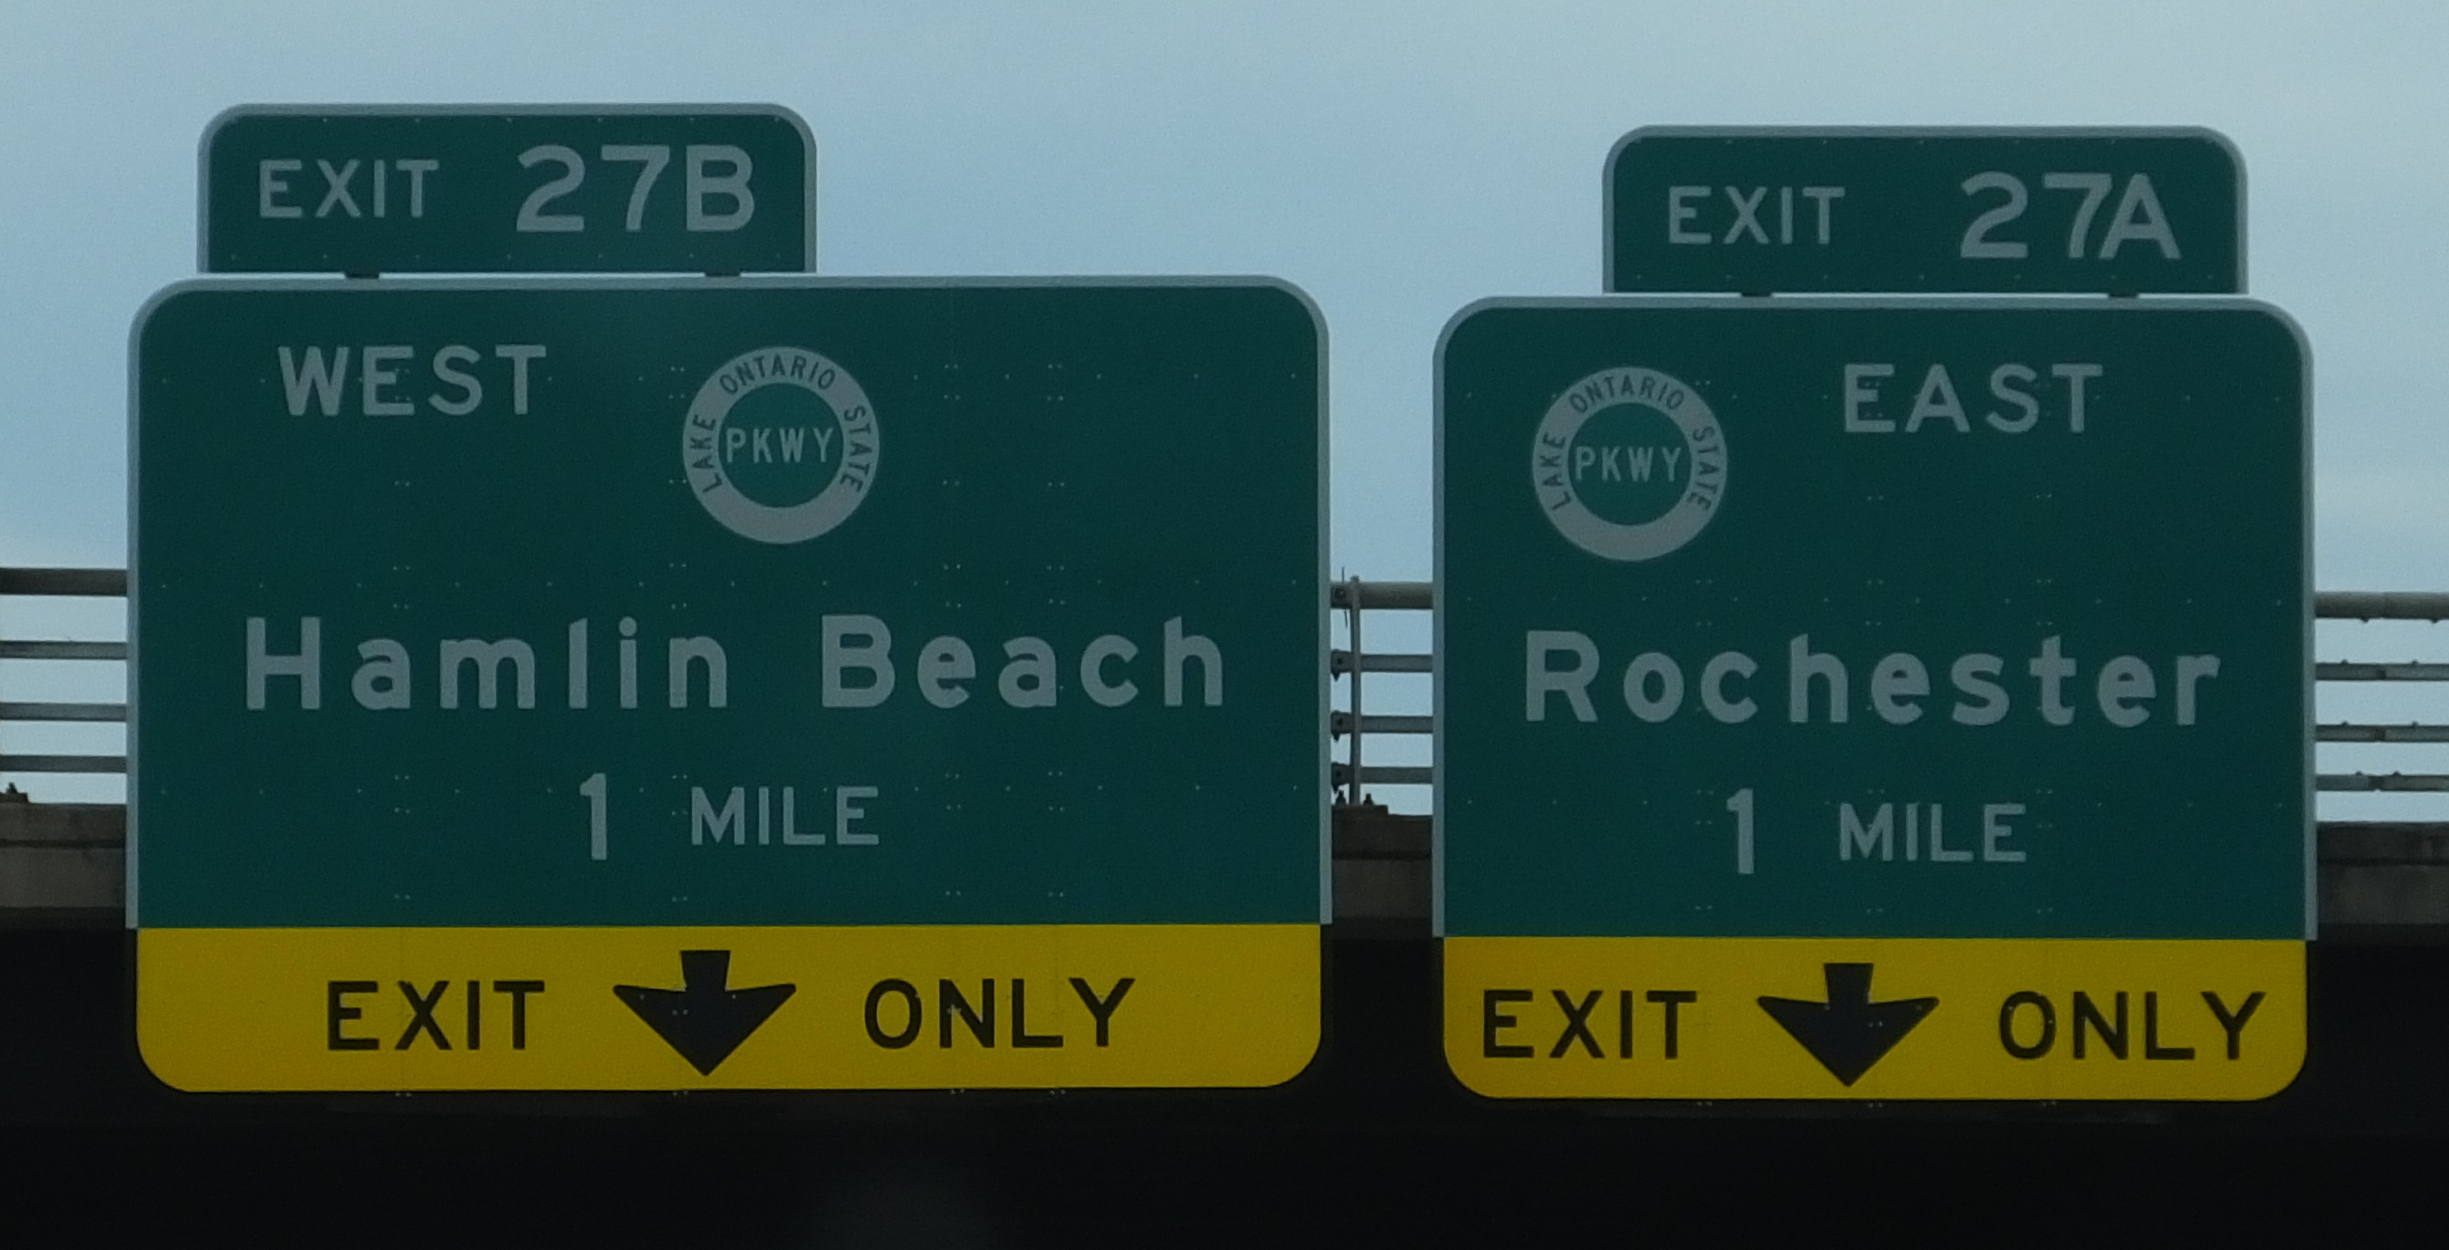 EXIT 27B
WEST
LAKE ONTARIO STATE
PKWY
Hamlin Beach
1 MILE
EXIT ONLY
EXIT 27A
LAKE ONTARIO STATE
PKWY
EAST
Rochester
1 MILE
EXIT ONLY